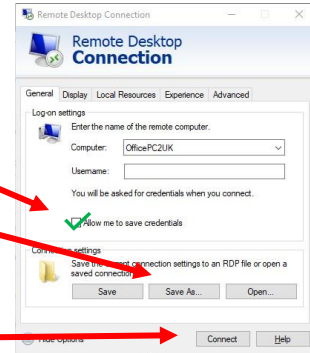 Remote Desktop Connection
Remote Desktop
Connection
General Display Local Resources Experience Advanced
Log-on settings
Enter the name of the remote computer.
Computer: OfficePC2UK
Username:
You will be asked for credentials when you connect.
Allow me to save credentials
Connection settings
Save the current connection settings to an RDP file or open a
saved connection.
Save Save As... Open...
Hide Options Connect Help